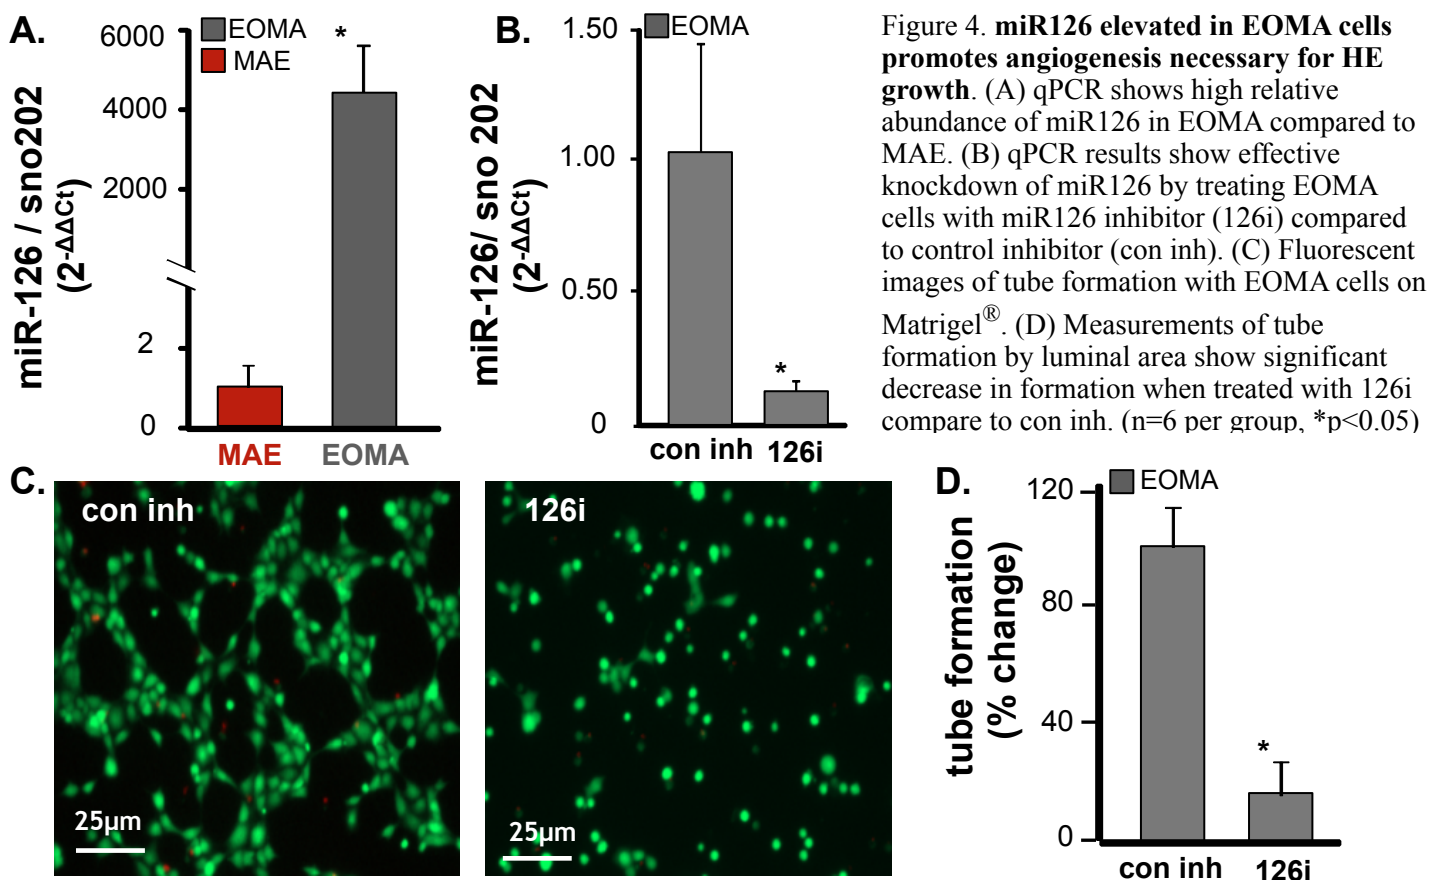 A.
6000
4000
2000
2
0
miR-126 / sno202
(2-ΔΔCt)
EOMA
MAE
*
MAE EOMA
B.
1.50
1.00
0.50
0
miR-126/ sno 202
(2-ΔΔCt)
EOMA
*
con inh 126i
Figure 4. miR126 elevated in EOMA cells
promotes angiogenesis necessary for HE
growth. (A) qPCR shows high relative
abundance of miR126 in EOMA compared to
MAE. (B) qPCR results show effective
knockdown of miR126 by treating EOMA
cells with miR126 inhibitor (126i) compared
to control inhibitor (con inh). (C) Fluorescent
images of tube formation with EOMA cells on
Matrigel®. (D) Measurements of tube
formation by luminal area show significant
decrease in formation when treated with 126i
compare to con inh. (n=6 per group, *p<0.05)
C.
con inh
25µm
126i
25µm
D.
120
80
40
0
tube formation
(% change)
EOMA
*
con inh 126i